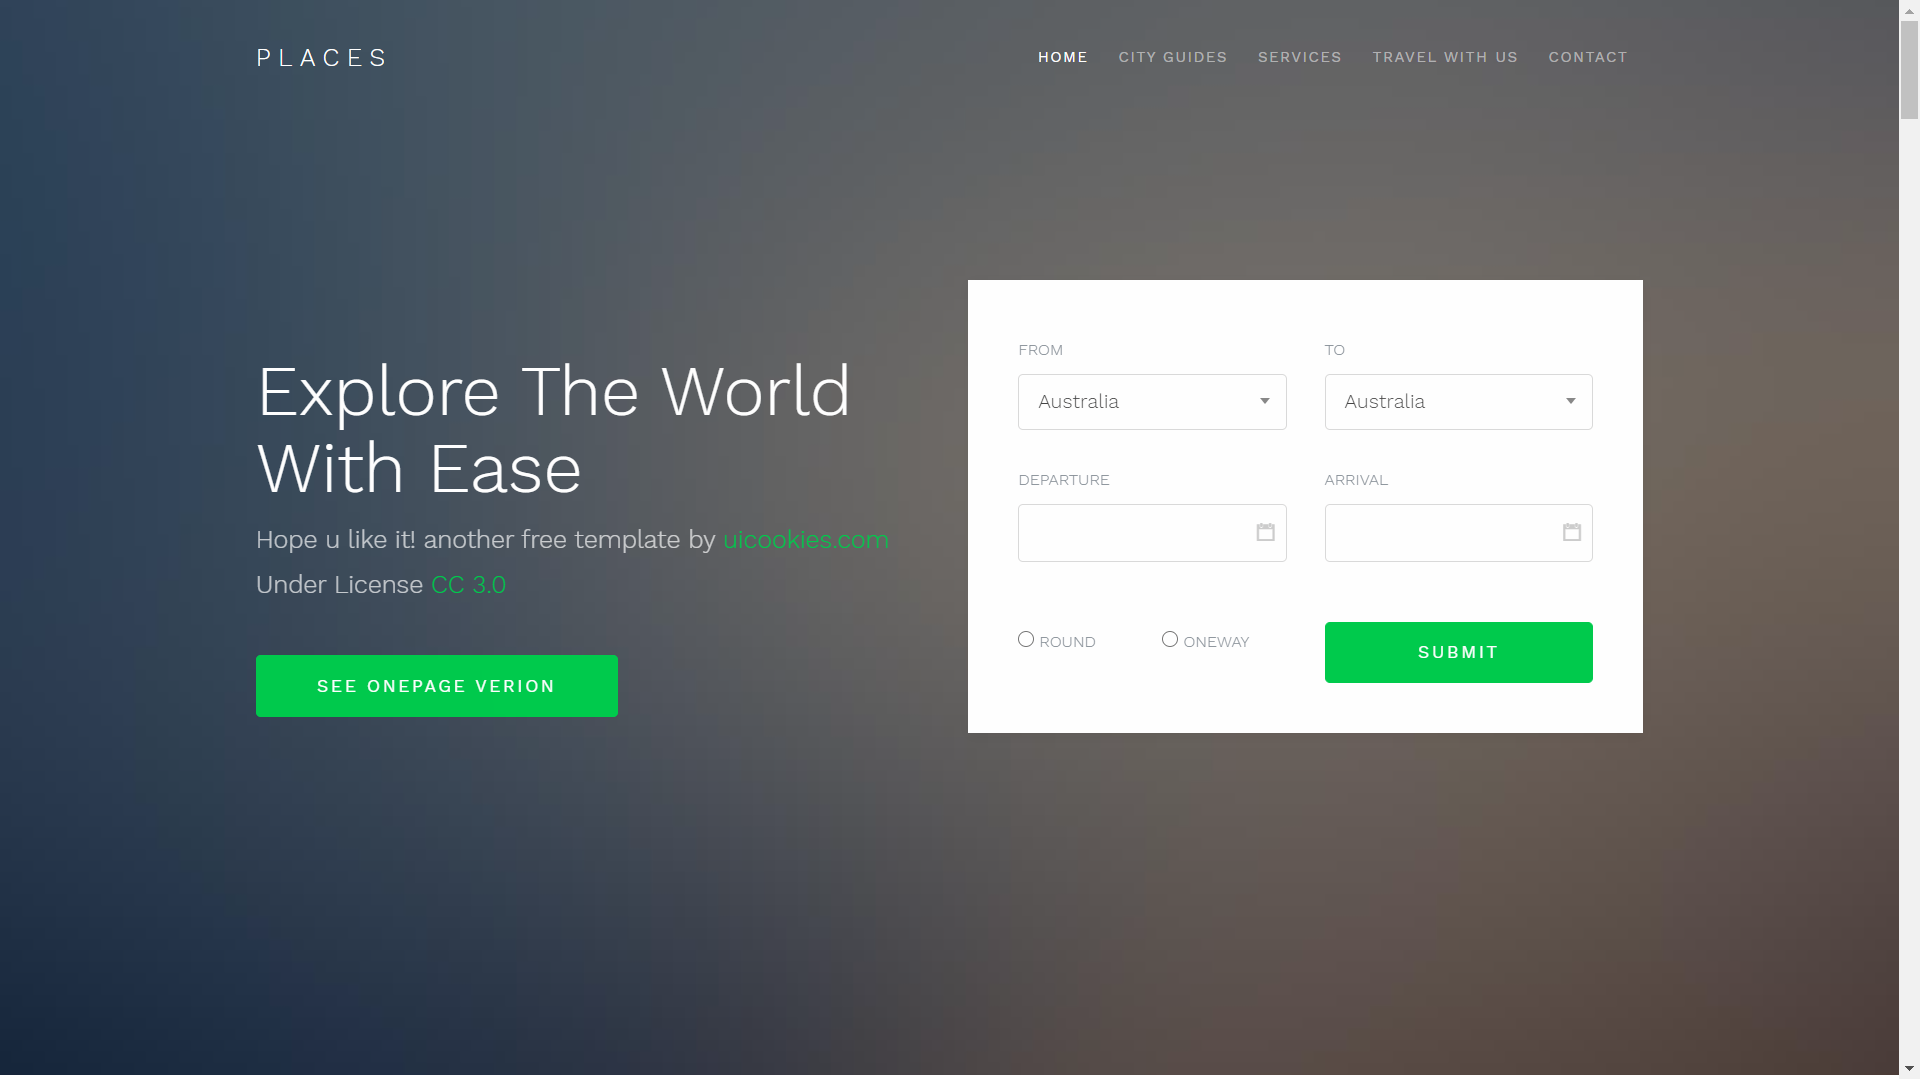 PLACES
HOME CITY GUIDES SERVICES TRAVEL WITH US CONTACT
Explore The World
With Ease
Hope u like it! another free template by uicookies.com
Under License CC 3.0
SEE ONEPAGE VERION
FROM TO
Australia Australia
DEPARTURE ARRIVAL
ROUND ONEWAY SUBMIT